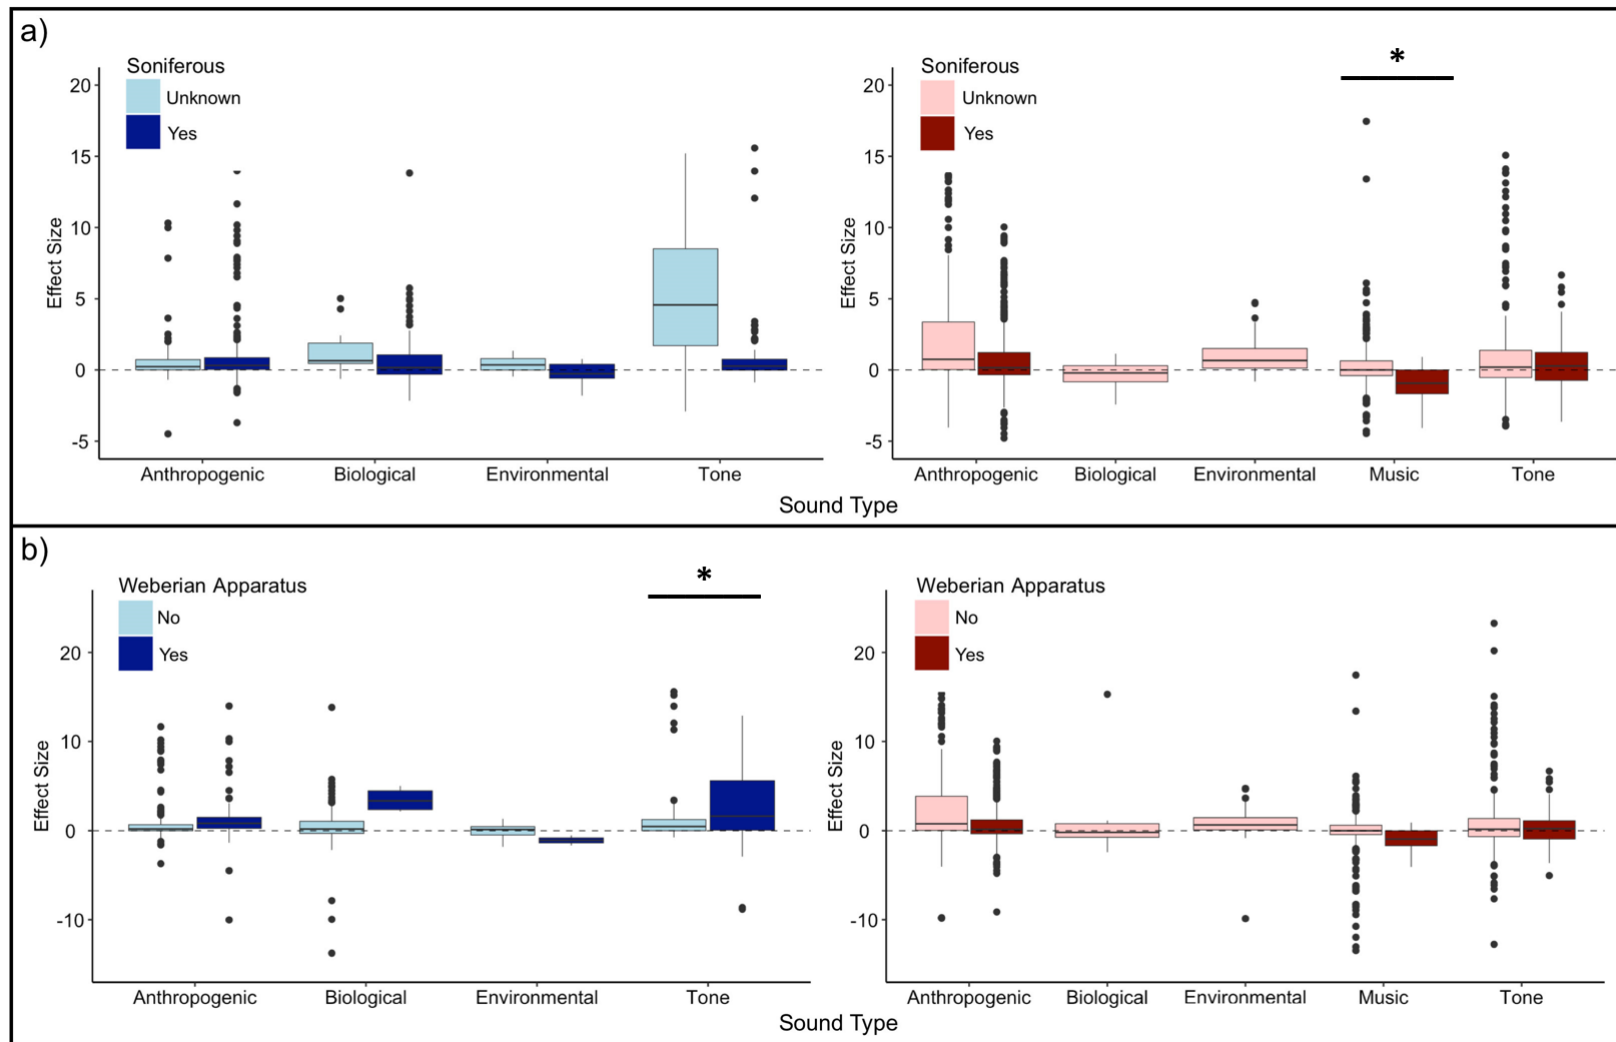 a)
Soniferous
Unknown
Yes
20
15
10
5
0
-5
Effect Size
Anthropogenic Biological Environmental Tone
Soniferous
Unknown
Yes
*
20
15
10
5
0
-5
Effect Size
Anthropogenic Biological Environmental Music Tone
Sound Type
b)
Weberian Apparatus
No
Yes
*
20
10
0
-10
Effect Size
Anthropogenic Biological Environmental Tone
Weberian Apparatus
No
Yes
20
10
0
-10
Effect Size
Anthropogenic Biological Environmental Music Tone
Sound Type